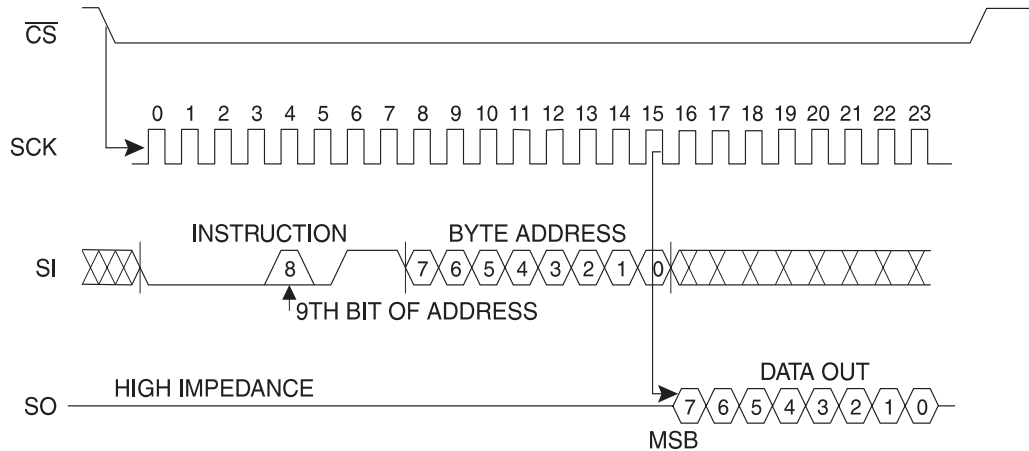 CS
0 1 2 3 4 5 6 7 8 9 10 11 12 13 14 15 16 17 18 19 20 21 22 23
SCK
INSTRUCTION BYTE ADDRESS
SI 8 7 6 5 4 3 2 1 0
9TH BIT OF ADDRESS
HIGH IMPEDANCE DATA OUT
SO 7 6 5 4 3 2 1 0
MSB